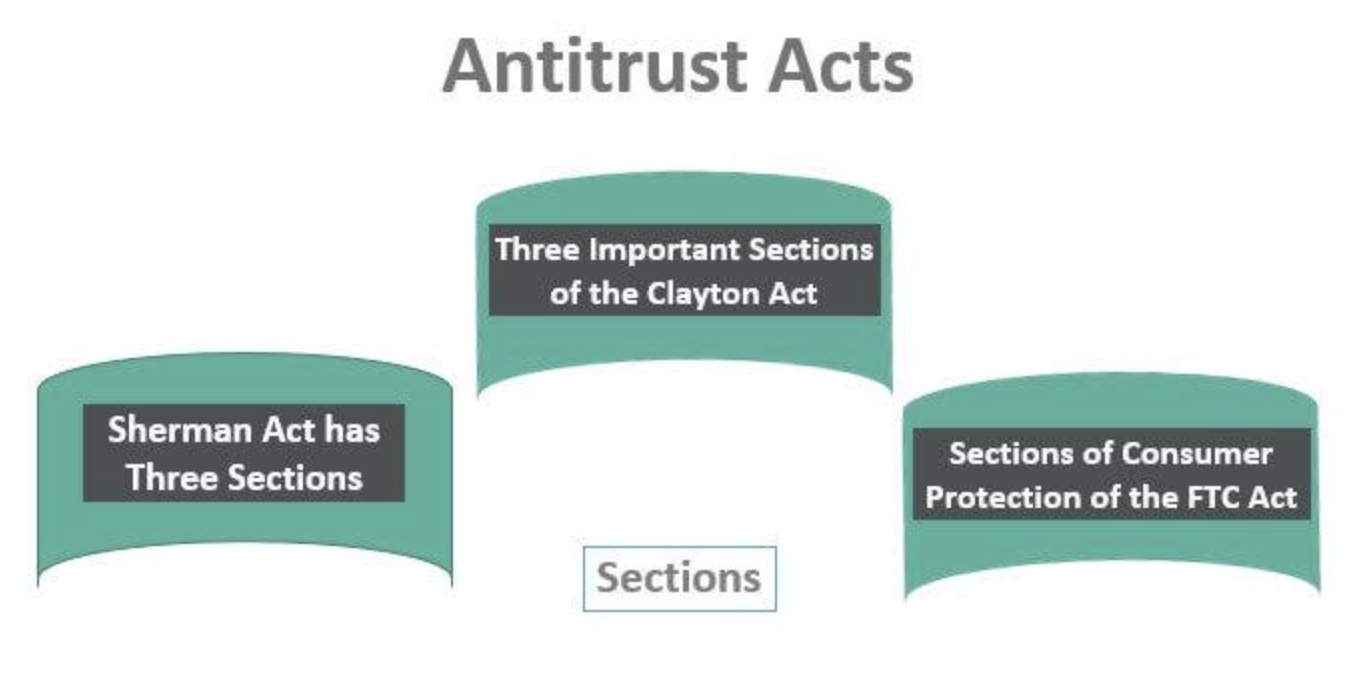 Antitrust Acts
Three Important Sections
of the Clayton Act
Sherman Act has
Three Sections
Sections of Consumer
Protection of the FTC Act
Sections